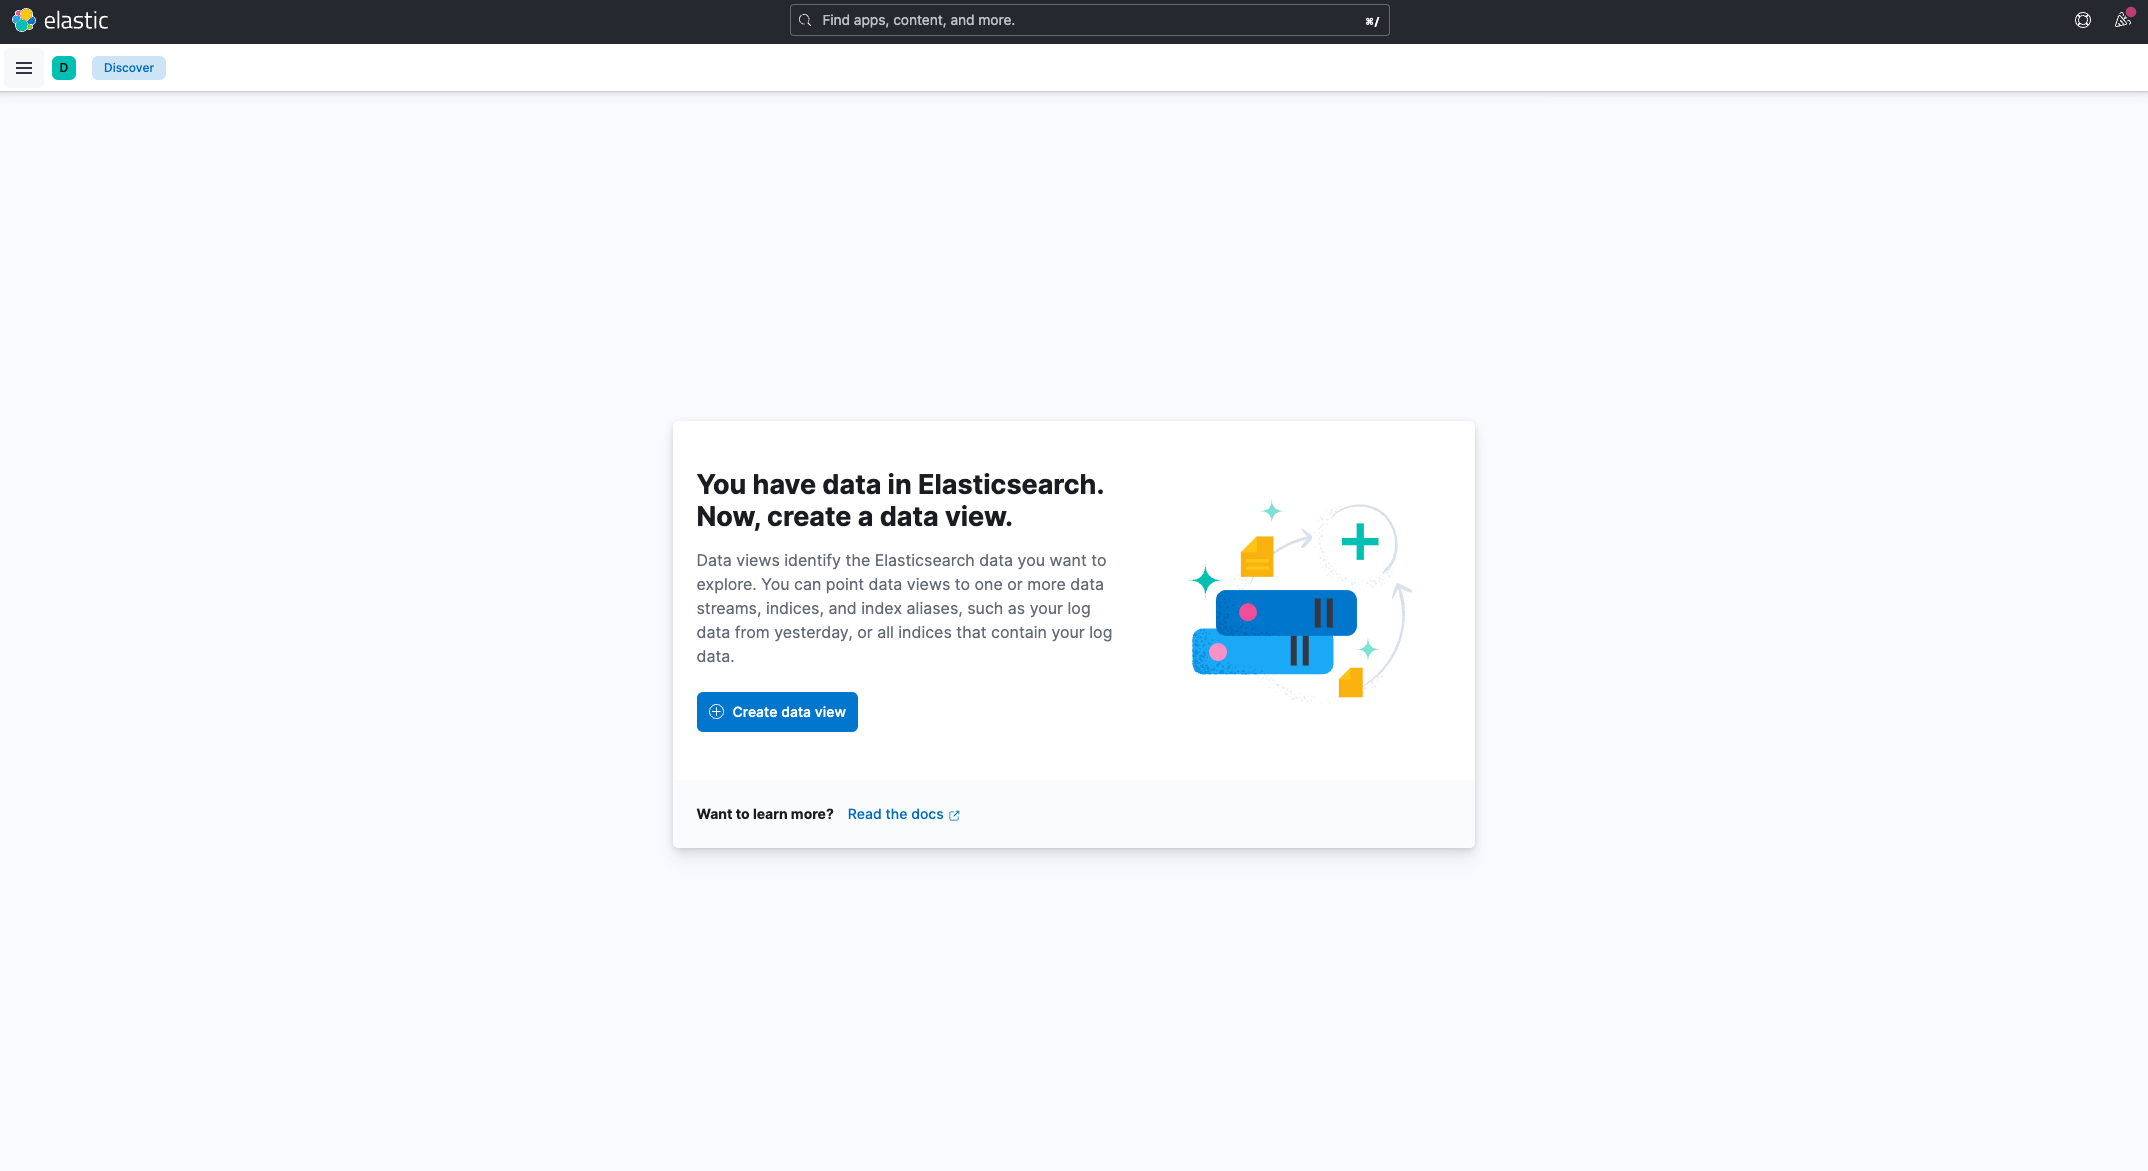 elastic
Find apps, content, and more.
⌘/
D
Discover
You have data in Elasticsearch.
Now, create a data view.
Data views identify the Elasticsearch data you want to
explore. You can point data views to one or more data
streams, indices, and index aliases, such as your log
data from yesterday, or all indices that contain your log
data.
Create data view
Want to learn more? Read the docs